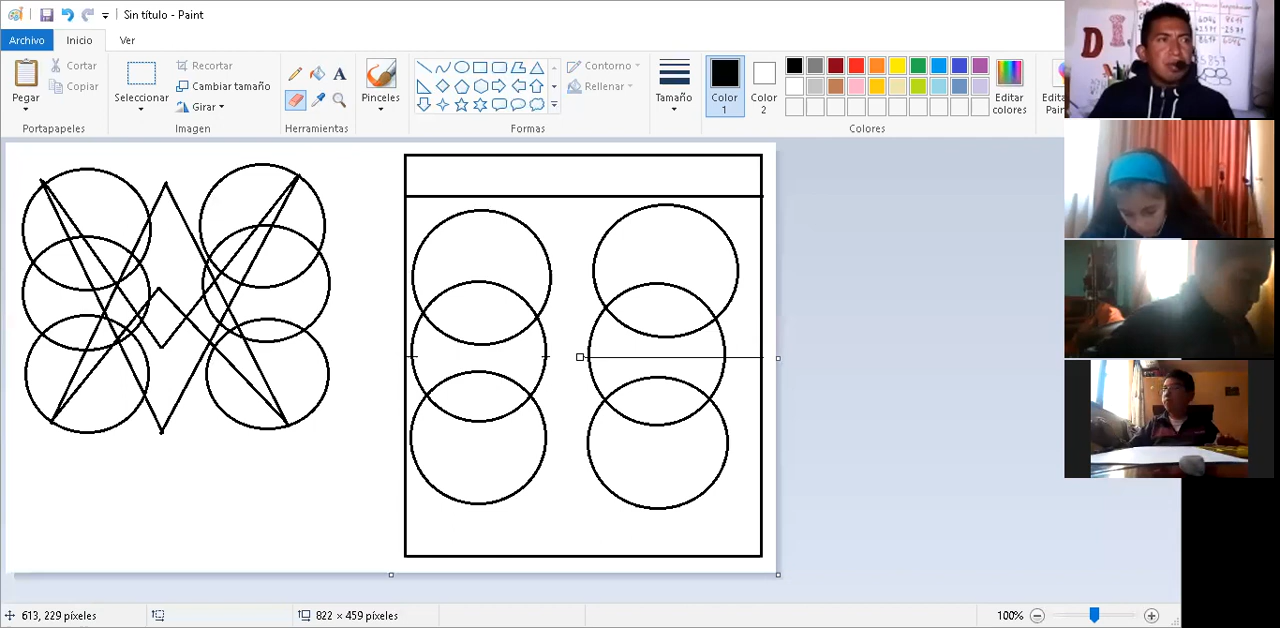 Sin título - Paint
Archivo Inicio Ver
Pegar
Cortar
Copiar
Portapapeles
Seleccionar
Recortar
Cambiar tamaño
Girar
Imagen
A
Herramientas
Pinceles
Contorno
Rellenar
Formas
Tamaño
Color 1
Color 2
Editar colores
Colores
613, 229 píxeles
822 × 459 píxeles
100%